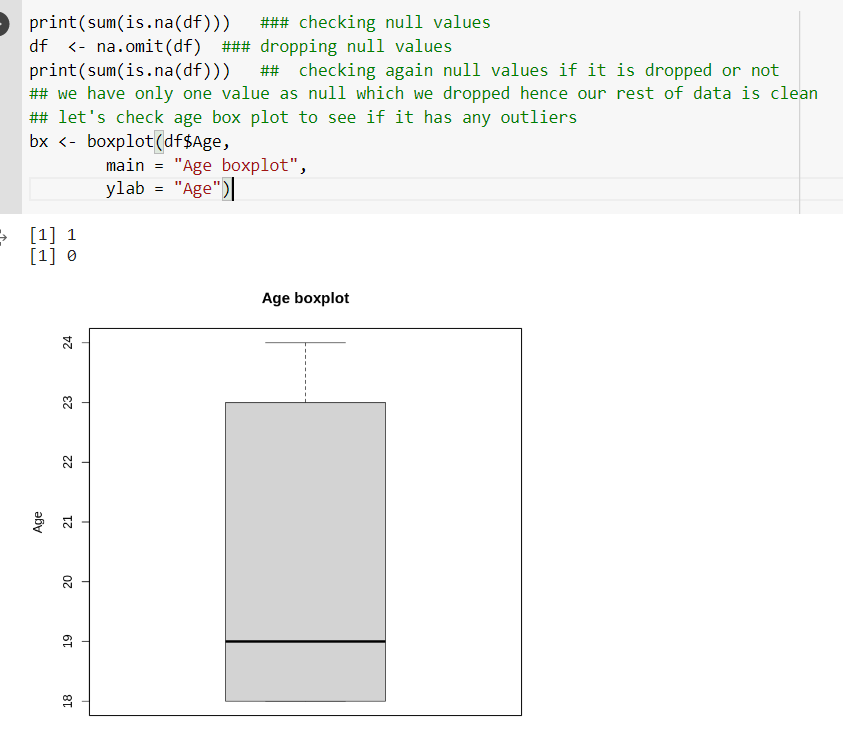 print(sum(is.na(df)))   ### checking null values
df  <- na.omit(df)  ### dropping null values
print(sum(is.na(df)))   ##  checking again null values if it is dropped or not
## we have only one value as null which we dropped hence our rest of data is clean
## let's check age box plot to see if it has any outliers
bx <- boxplot(df$Age,
        main = "Age boxplot",
        ylab = "Age")
[1] 1
[1] 0
Age boxplot
24
23
22
21
20
19
18
Age